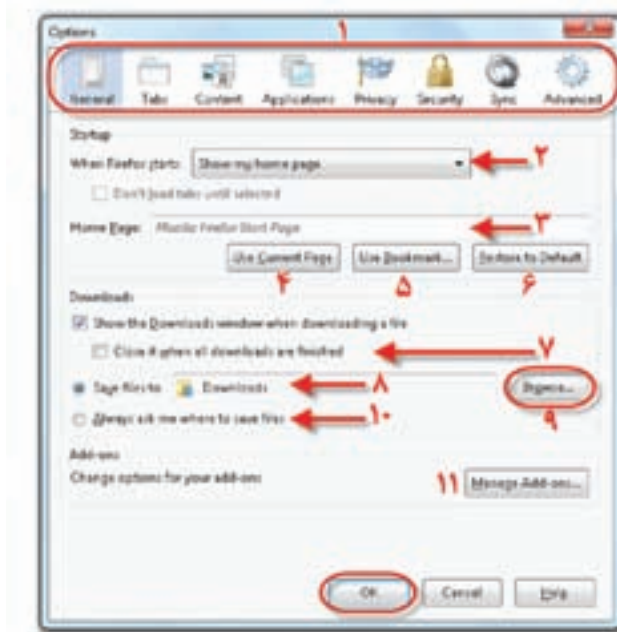 Options
۱
General Tabs Content Applications Privacy Security Sync Advanced
Startup
When Firefox starts: Show my home page ۲
Don't load tabs until selected
Home Page: Mozilla Firefox Start Page ۳
Use Current Page Use Bookmark... Restore to Default
۴ ۵ ۶
Downloads
Show the Downloads window when downloading a file
Close it when all downloads are finished ۷
Save files to Downloads ۸ Browse...
۹
Always ask me where to save files ۱۰
Add-ons
Change options for your add-ons ۱۱ Manage Add-ons...
OK Cancel Help